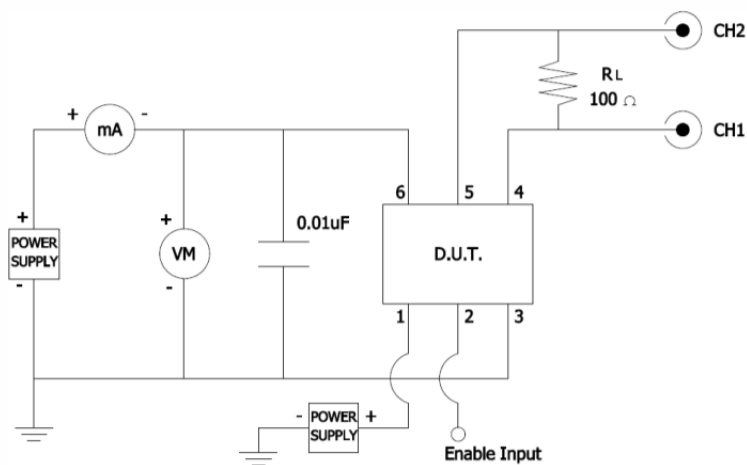 CH2
RL
100 Ω
CH1
+ mA -
6 5 4
+
POWER
SUPPLY
-
+
VM
-
0.01uF
D.U.T.
1 2 3
- POWER +
SUPPLY
Enable Input